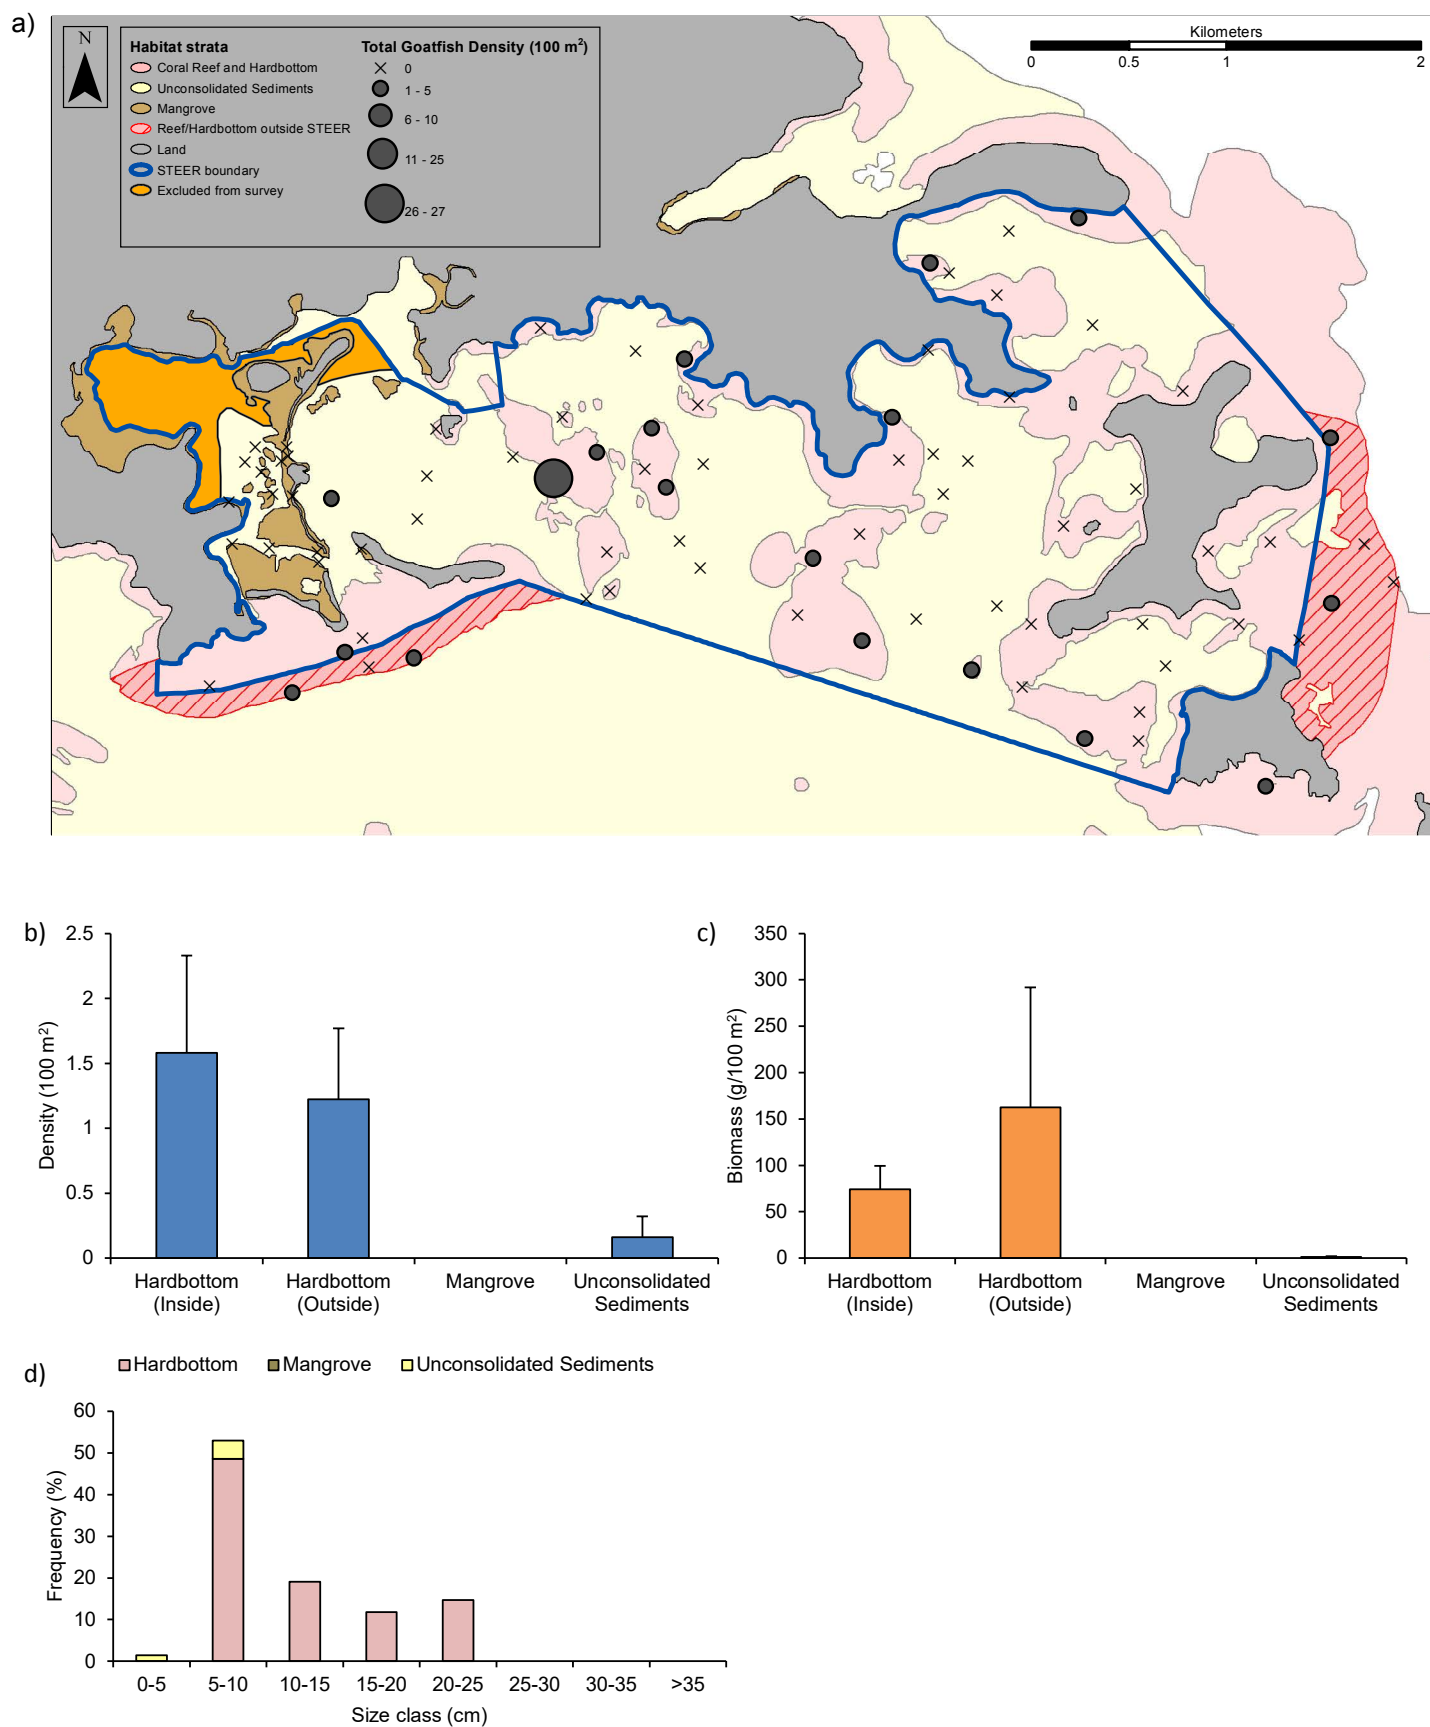 a)
N
Habitat strata
Coral Reef and Hardbottom
Unconsolidated Sediments
Mangrove
Reef/Hardbottom outside STEER
Land
STEER boundary
Excluded from survey
Total Goatfish Density (100 m²)
0
1 - 5
6 - 10
11 - 25
26 - 27
Kilometers
0 0.5 1 2
b)
Density (100 m²)
2.5
2
1.5
1
0.5
0
Hardbottom (Inside)
Hardbottom (Outside)
Mangrove
Unconsolidated Sediments
c)
Biomass (g/100 m²)
350
300
250
200
150
100
50
0
Hardbottom (Inside)
Hardbottom (Outside)
Mangrove
Unconsolidated Sediments
d)
Hardbottom Mangrove Unconsolidated Sediments
Frequency (%)
60
50
40
30
20
10
0
0-5 5-10 10-15 15-20 20-25 25-30 30-35 >35
Size class (cm)